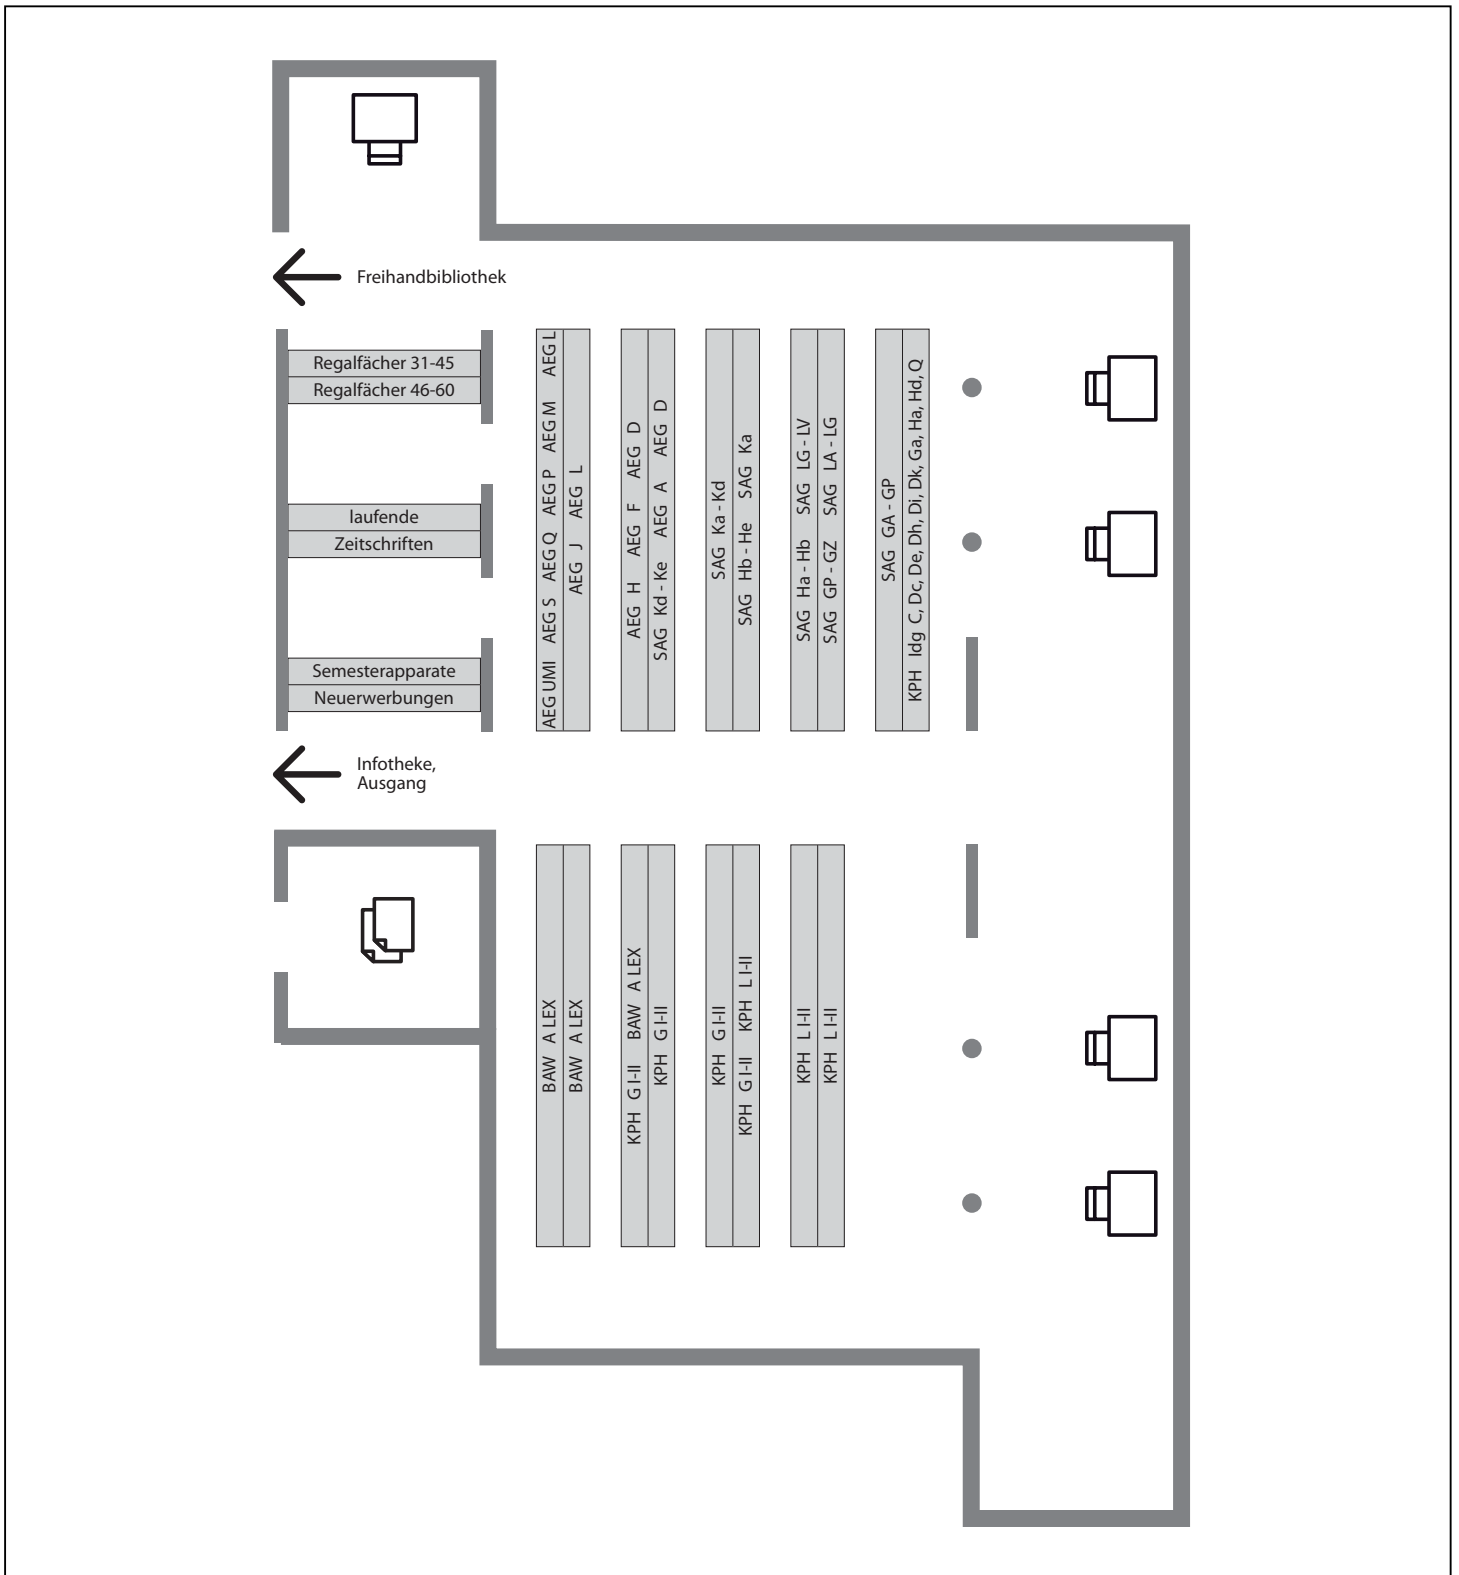 Freihandbibliothek
Regalfächer 31-45
Regalfächer 46-60
laufende
Zeitschriften
Semesterapparate
Neuerwerbungen
AEG UMI AEG S AEG Q AEG P AEG M AEG L
AEG J AEG L
AEG H AEG F AEG D
SAG Kd - Ke AEG A AEG D
SAG Ka - Kd
SAG Hb - He SAG Ka
SAG Ha - Hb SAG LG - LV
SAG GP - GZ SAG LA - LG
SAG GA - GP
KPH Idg C, Dc, De, Dh, Di, Dk, Ga, Ha, Hd, Q
Infotheke,
Ausgang
BAW A LEX
BAW A LEX
KPH G I-II BAW A LEX
KPH G I-II
KPH G I-II
KPH G I-II KPH L I-II
KPH L I-II
KPH L I-II